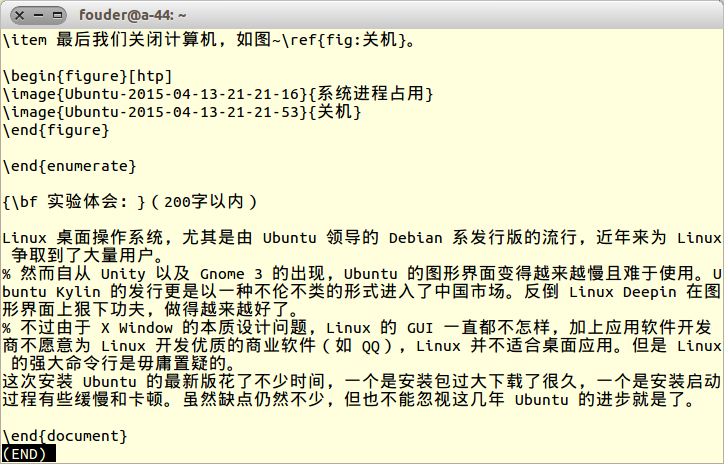 fouder@a-44: ~
\item 最后我们关闭计算机，如图~\ref{fig:关机}。
\begin{figure}[htp]
\image{Ubuntu-2015-04-13-21-21-16}{系统进程占用}
\image{Ubuntu-2015-04-13-21-21-53}{关机}
\end{figure}
\end{enumerate}
{\bf 实验体会：}（200字以内）
Linux 桌面操作系统，尤其是由 Ubuntu 领导的 Debian 系发行版的流行，近年来为 Linux
争取到了大量用户。
% 然而自从 Unity 以及 Gnome 3 的出现，Ubuntu 的图形界面变得越来越慢且难于使用。U
buntu Kylin 的发行更是以一种不伦不类的形式进入了中国市场。反倒 Linux Deepin 在图
形界面上狠下功夫，做得越来越好了。
% 不过由于 X Window 的本质设计问题，Linux 的 GUI 一直都不怎样，加上应用软件开发
商不愿意为 Linux 开发优质的商业软件（如 QQ），Linux 并不适合桌面应用。但是 Linux
的强大命令行是毋庸置疑的。
这次安装 Ubuntu 的最新版花了不少时间，一个是安装包过大下载了很久，一个是安装启动
过程有些缓慢和卡顿。虽然缺点仍然不少，但也不能忽视这几年 Ubuntu 的进步就是了。
\end{document}
(END)